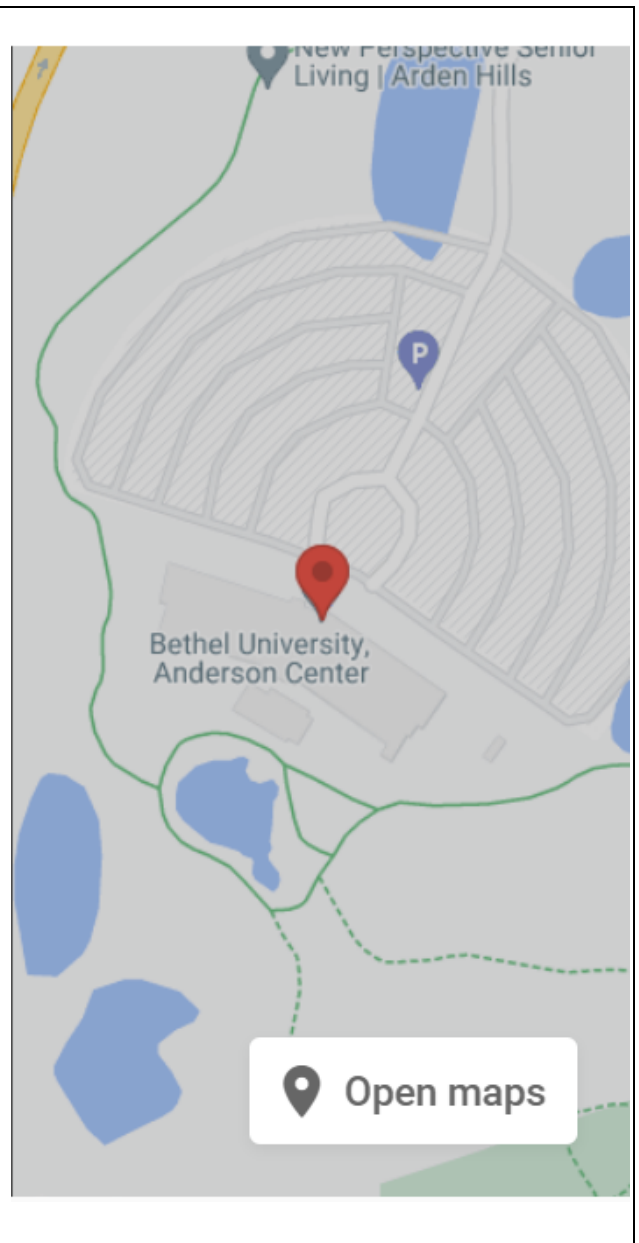 New Perspective Senior
Living | Arden Hills
P
Bethel University,
Anderson Center
Open maps